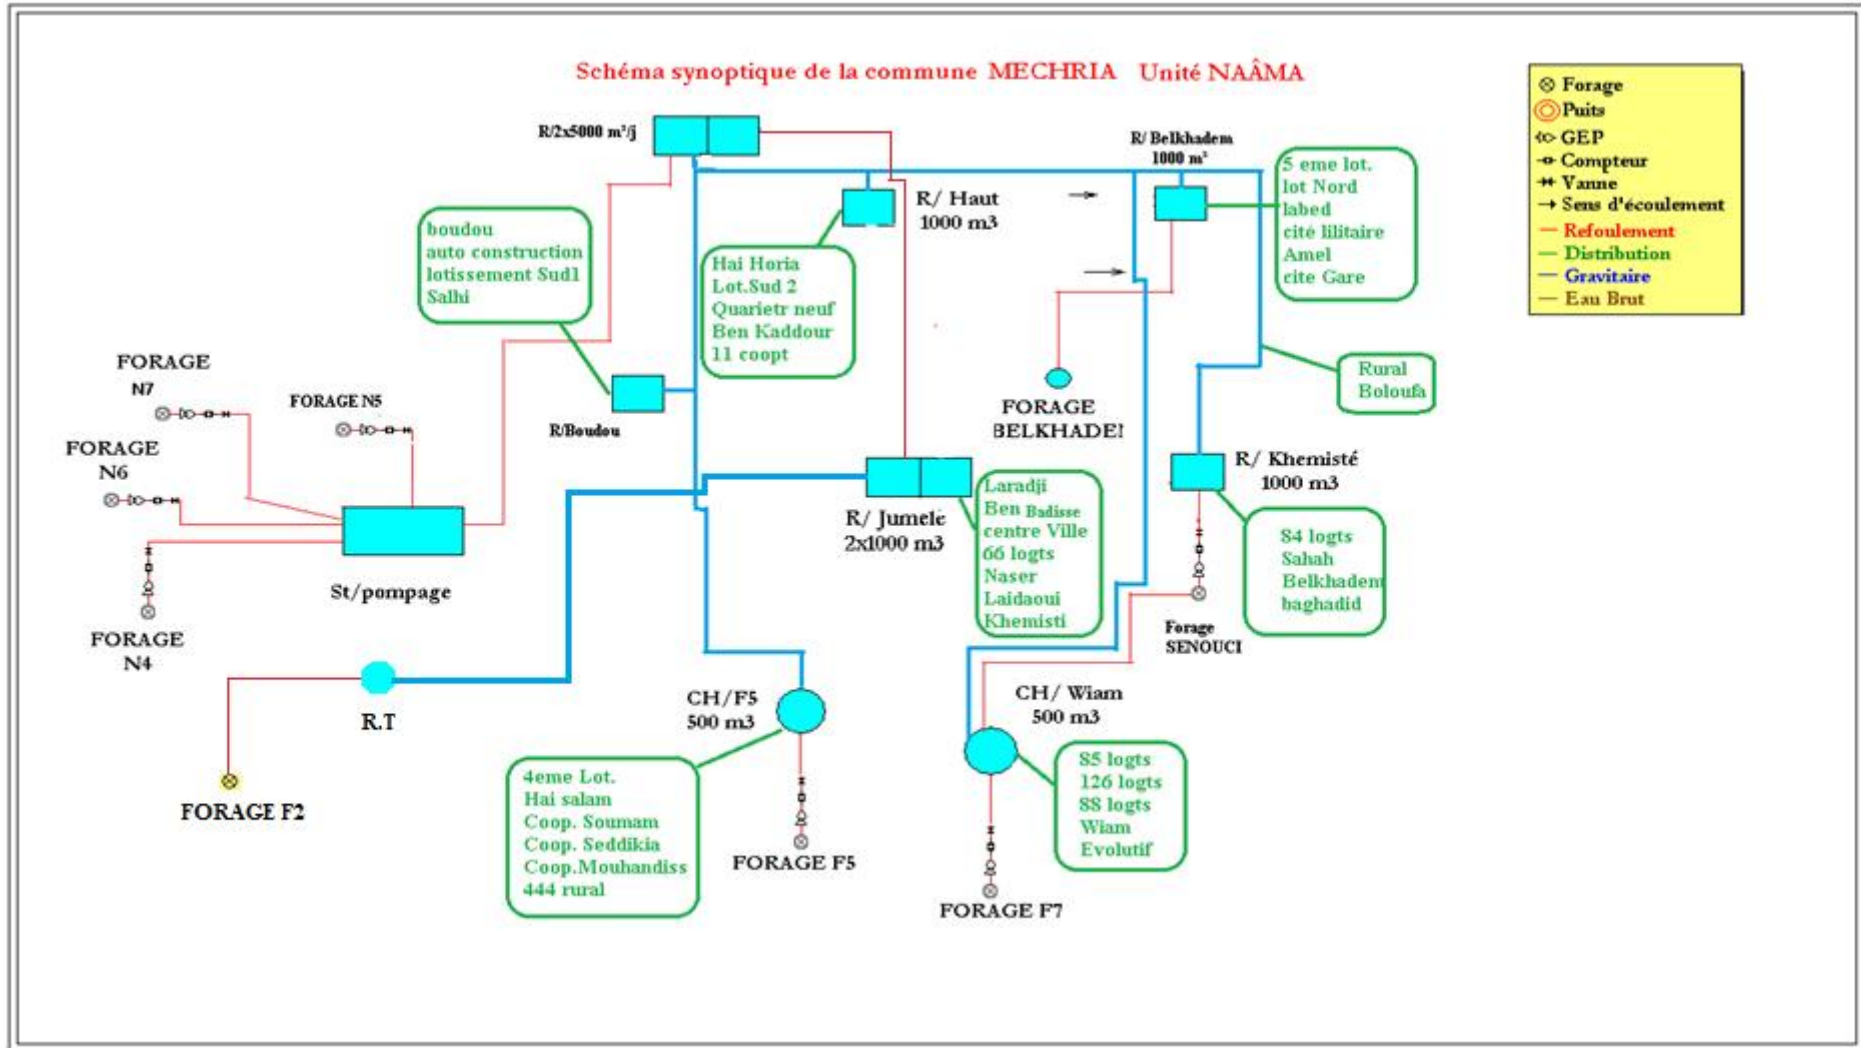 Schéma synoptique de la commune MECHRIA Unité NAÂMA
R/2x5000 m³/j
R/ Haut
1000 m3
R/ Belkhadem
1000 m³
5 eme lot.
lot Nord
labed
cité lilitaire
Amel
cite Gare
Forage
Puits
GEP
Compteur
Vanne
Sens d'écoulement
Refoulement
Distribution
Gravitaire
Eau Brut
boudou
auto construction
lotissement Sud1
Salhi
Hai Horia
Lot.Sud 2
Quarietr neuf
Ben Kaddour
11 coopt
Rural
Boloufa
FORAGE
N7
FORAGE N5
FORAGE
N6
R/Boudou
FORAGE
BELKHADEI
R/ Khemisté
1000 m3
R/ Jumele
2x1000 m3
Laradji
Ben Badisse
centre Ville
66 logts
Naser
Laidaoui
Khemisti
84 logts
Sahah
Belkhadem
baghadid
St/pompage
FORAGE
N4
Forage
SENOUCI
R.T
CH/F5
500 m3
CH/ Wiam
500 m3
FORAGE F2
4eme Lot.
Hai salam
Coop. Soumam
Coop. Seddikia
Coop.Mouhandiss
444 rural
85 logts
126 logts
88 logts
Wiam
Evolutif
FORAGE F5
FORAGE F7